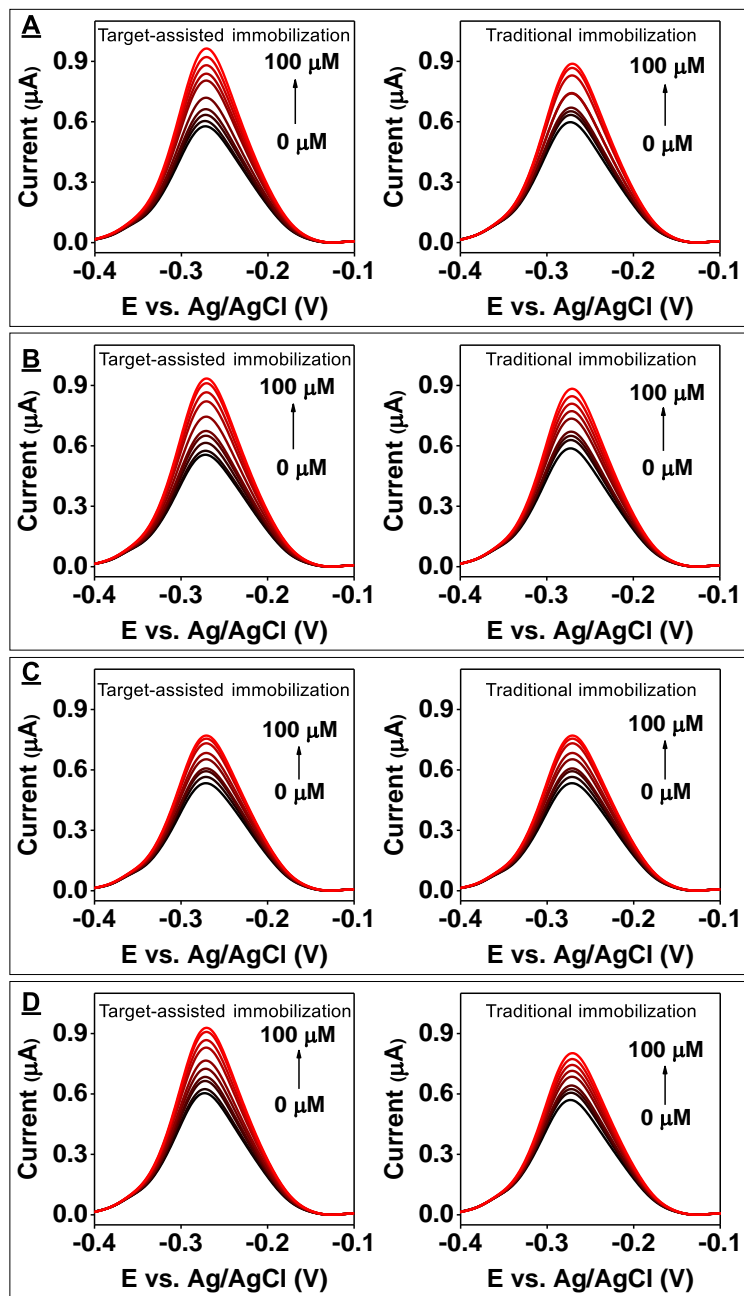 A
Target-assisted immobilization
100 μM
0 μM
0.9
0.6
0.3
0.0
Current (μA)
-0.4 -0.3 -0.2 -0.1
E vs. Ag/AgCl (V)
Traditional immobilization
100 μM
0 μM
0.9
0.6
0.3
0.0
Current (μA)
-0.4 -0.3 -0.2 -0.1
E vs. Ag/AgCl (V)
B
Target-assisted immobilization
100 μM
0 μM
0.9
0.6
0.3
0.0
Current (μA)
-0.4 -0.3 -0.2 -0.1
E vs. Ag/AgCl (V)
Traditional immobilization
100 μM
0 μM
0.9
0.6
0.3
0.0
Current (μA)
-0.4 -0.3 -0.2 -0.1
E vs. Ag/AgCl (V)
C
Target-assisted immobilization
100 μM
0 μM
0.9
0.6
0.3
0.0
Current (μA)
-0.4 -0.3 -0.2 -0.1
E vs. Ag/AgCl (V)
Traditional immobilization
100 μM
0 μM
0.9
0.6
0.3
0.0
Current (μA)
-0.4 -0.3 -0.2 -0.1
E vs. Ag/AgCl (V)
D
Target-assisted immobilization
100 μM
0 μM
0.9
0.6
0.3
0.0
Current (μA)
-0.4 -0.3 -0.2 -0.1
E vs. Ag/AgCl (V)
Traditional immobilization
100 μM
0 μM
0.9
0.6
0.3
0.0
Current (μA)
-0.4 -0.3 -0.2 -0.1
E vs. Ag/AgCl (V)